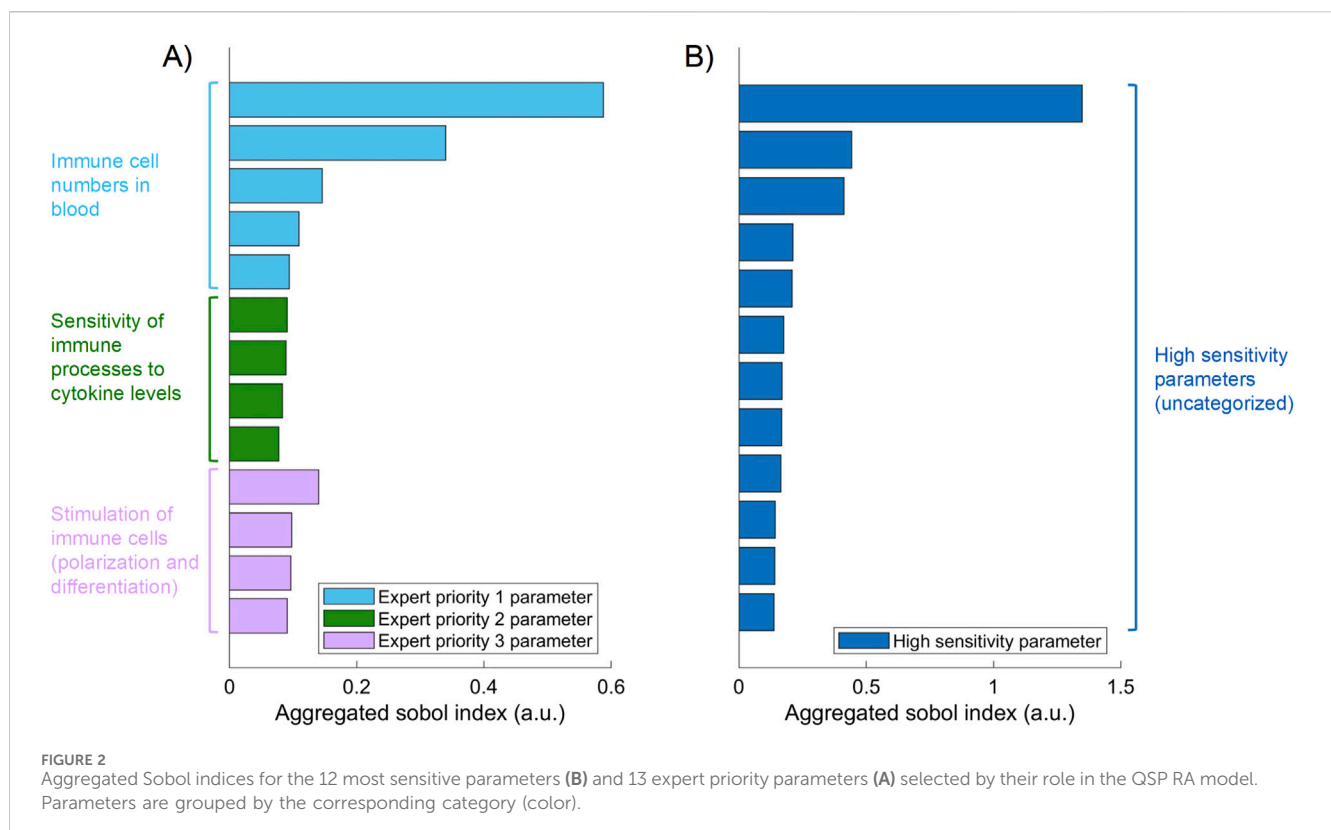 A)
Immune cell
numbers in
blood
Sensitivity of
immune
processes to
cytokine levels
Stimulation of
immune cells
(polarization and
differentiation)
Expert priority 1 parameter
Expert priority 2 parameter
Expert priority 3 parameter
0
0.2
0.4
0.6
Aggregated sobol index (a.u.)
B)
High sensitivity
parameters
(uncategorized)
High sensitivity parameter
0
0.5
1
1.5
Aggregated sobol index (a.u.)
FIGURE 2
Aggregated Sobol indices for the 12 most sensitive parameters (B) and 13 expert priority parameters (A) selected by their role in the QSP RA model.
Parameters are grouped by the corresponding category (color).